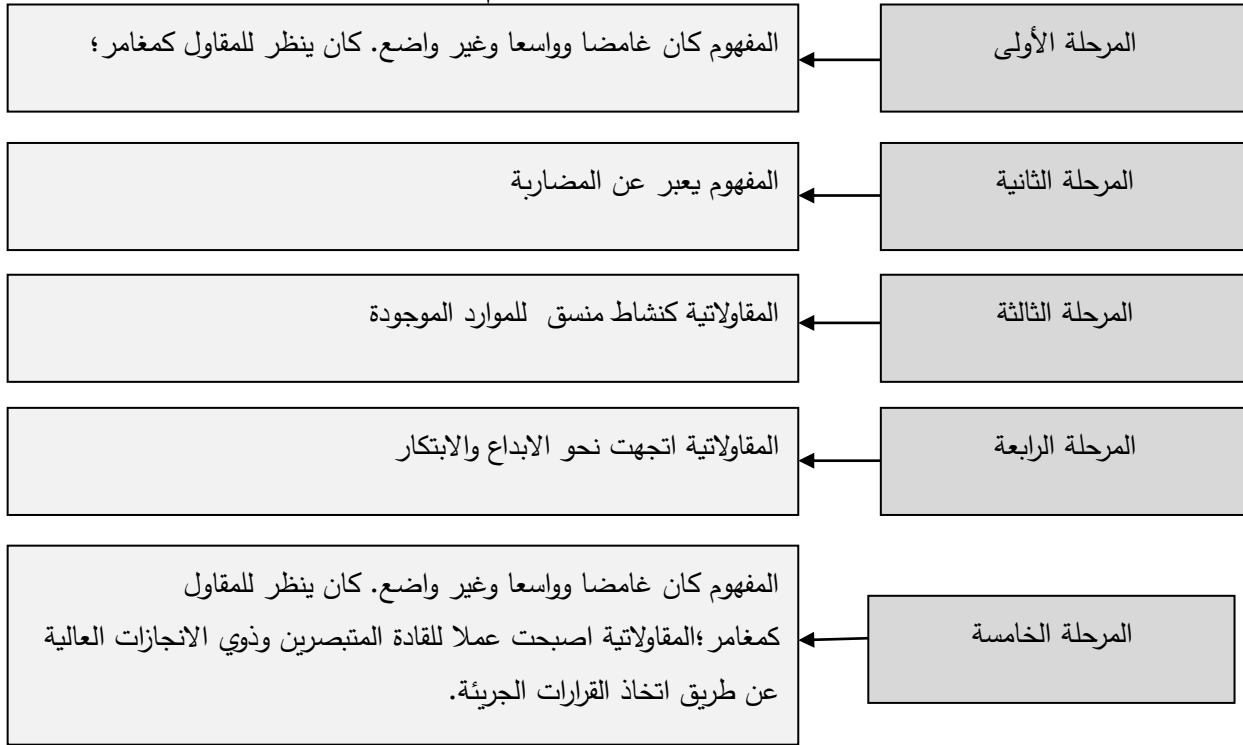 المرحلة الأولى
المفهوم كان غامضا وواسعا وغير واضع. كان ينظر للمقاول كمغامر؛
المرحلة الثانية
المفهوم يعبر عن المضاربة
المرحلة الثالثة
المقاولاتية كنشاط منسق للموارد الموجودة
المرحلة الرابعة
المقاولاتية اتجهت نحو الابداع والابتكار
المرحلة الخامسة
المفهوم كان غامضا وواسعا وغير واضع. كان ينظر للمقاول
كمغامر؛المقاولاتية اصبحت عملا للقادة المتبصرين وذوي الانجازات العالية
عن طريق اتخاذ القرارات الجريئة.